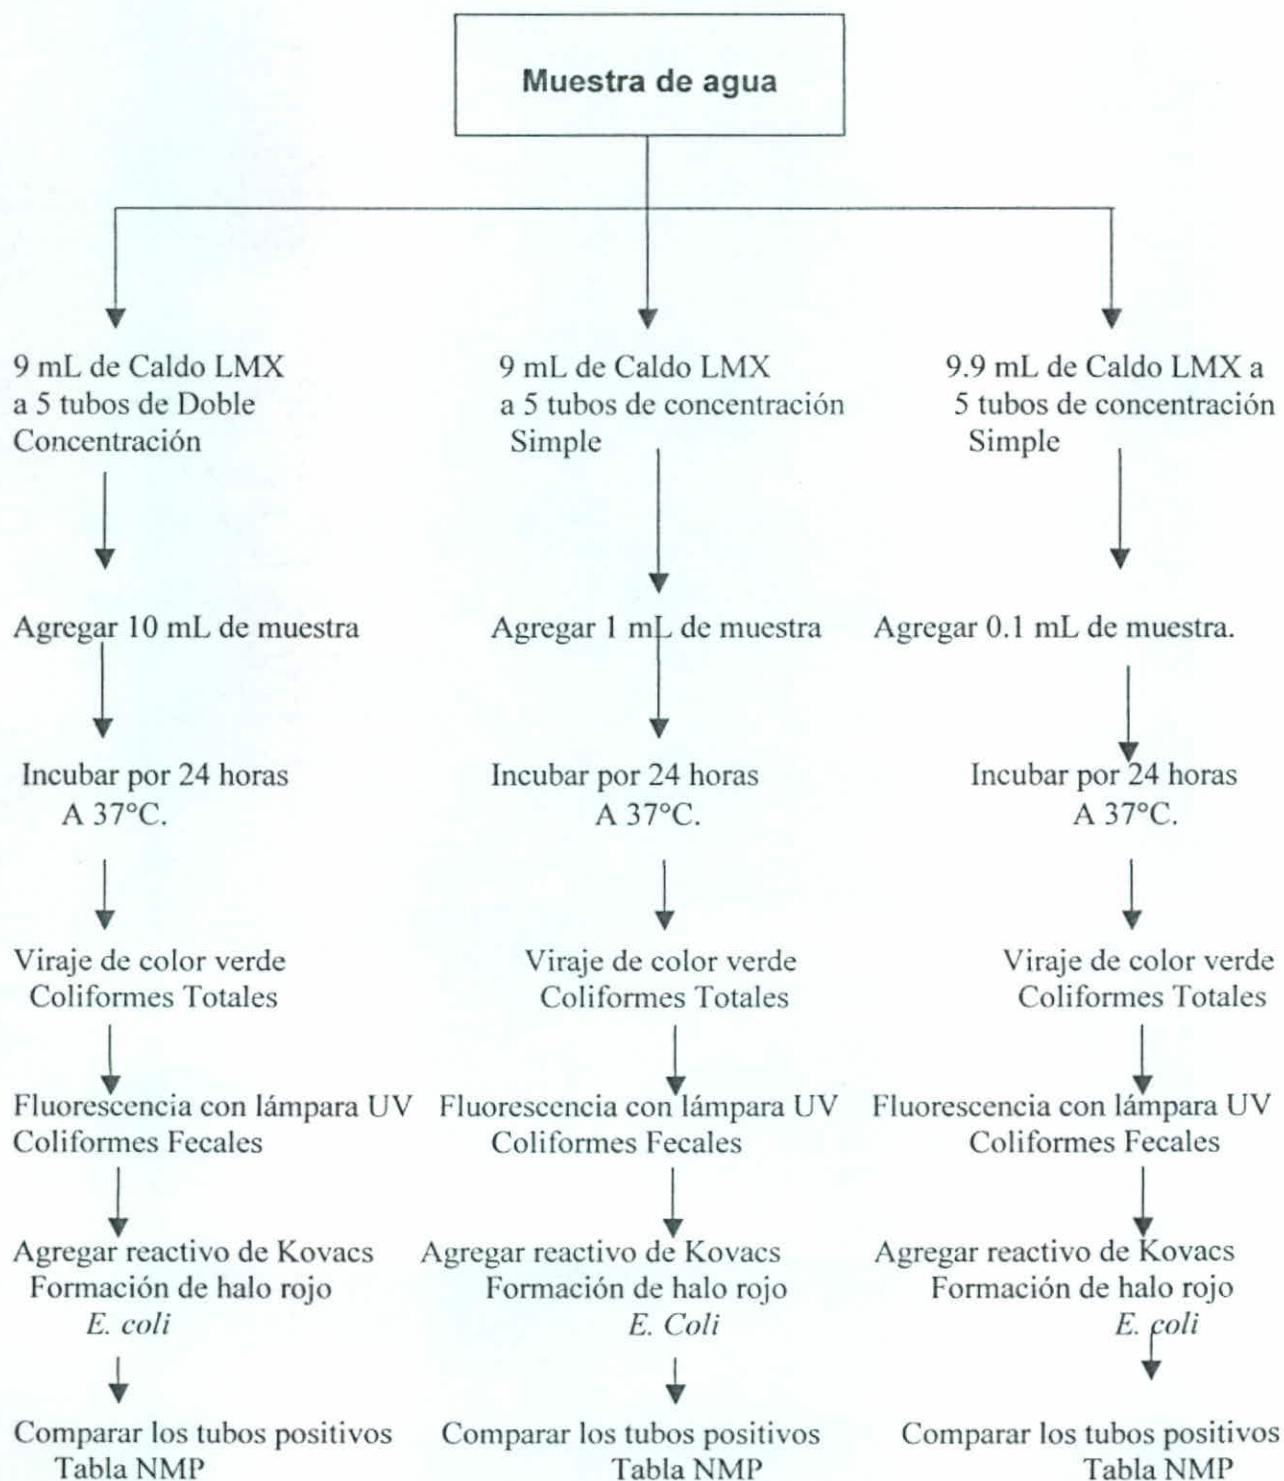 Muestra de agua
9 mL de Caldo LMX
a 5 tubos de Doble
Concentración
Agregar 10 mL de muestra
Incubar por 24 horas
A 37°C.
Viraje de color verde
Coliformes Totales
Fluorescencia con lámpara UV
Coliformes Fecales
Agregar reactivo de Kovacs
Formación de halo rojo
E. coli
Comparar los tubos positivos
Tabla NMP
9 mL de Caldo LMX
a 5 tubos de concentración
Simple
Agregar 1 mL de muestra
Incubar por 24 horas
A 37°C.
Viraje de color verde
Coliformes Totales
Fluorescencia con lámpara UV
Coliformes Fecales
Agregar reactivo de Kovacs
Formación de halo rojo
E. Coli
Comparar los tubos positivos
Tabla NMP
9.9 mL de Caldo LMX a
5 tubos de concentración
Simple
Agregar 0.1 mL de muestra.
Incubar por 24 horas
A 37°C.
Viraje de color verde
Coliformes Totales
Fluorescencia con lámpara UV
Coliformes Fecales
Agregar reactivo de Kovacs
Formación de halo rojo
E. coli
Comparar los tubos positivos
Tabla NMP